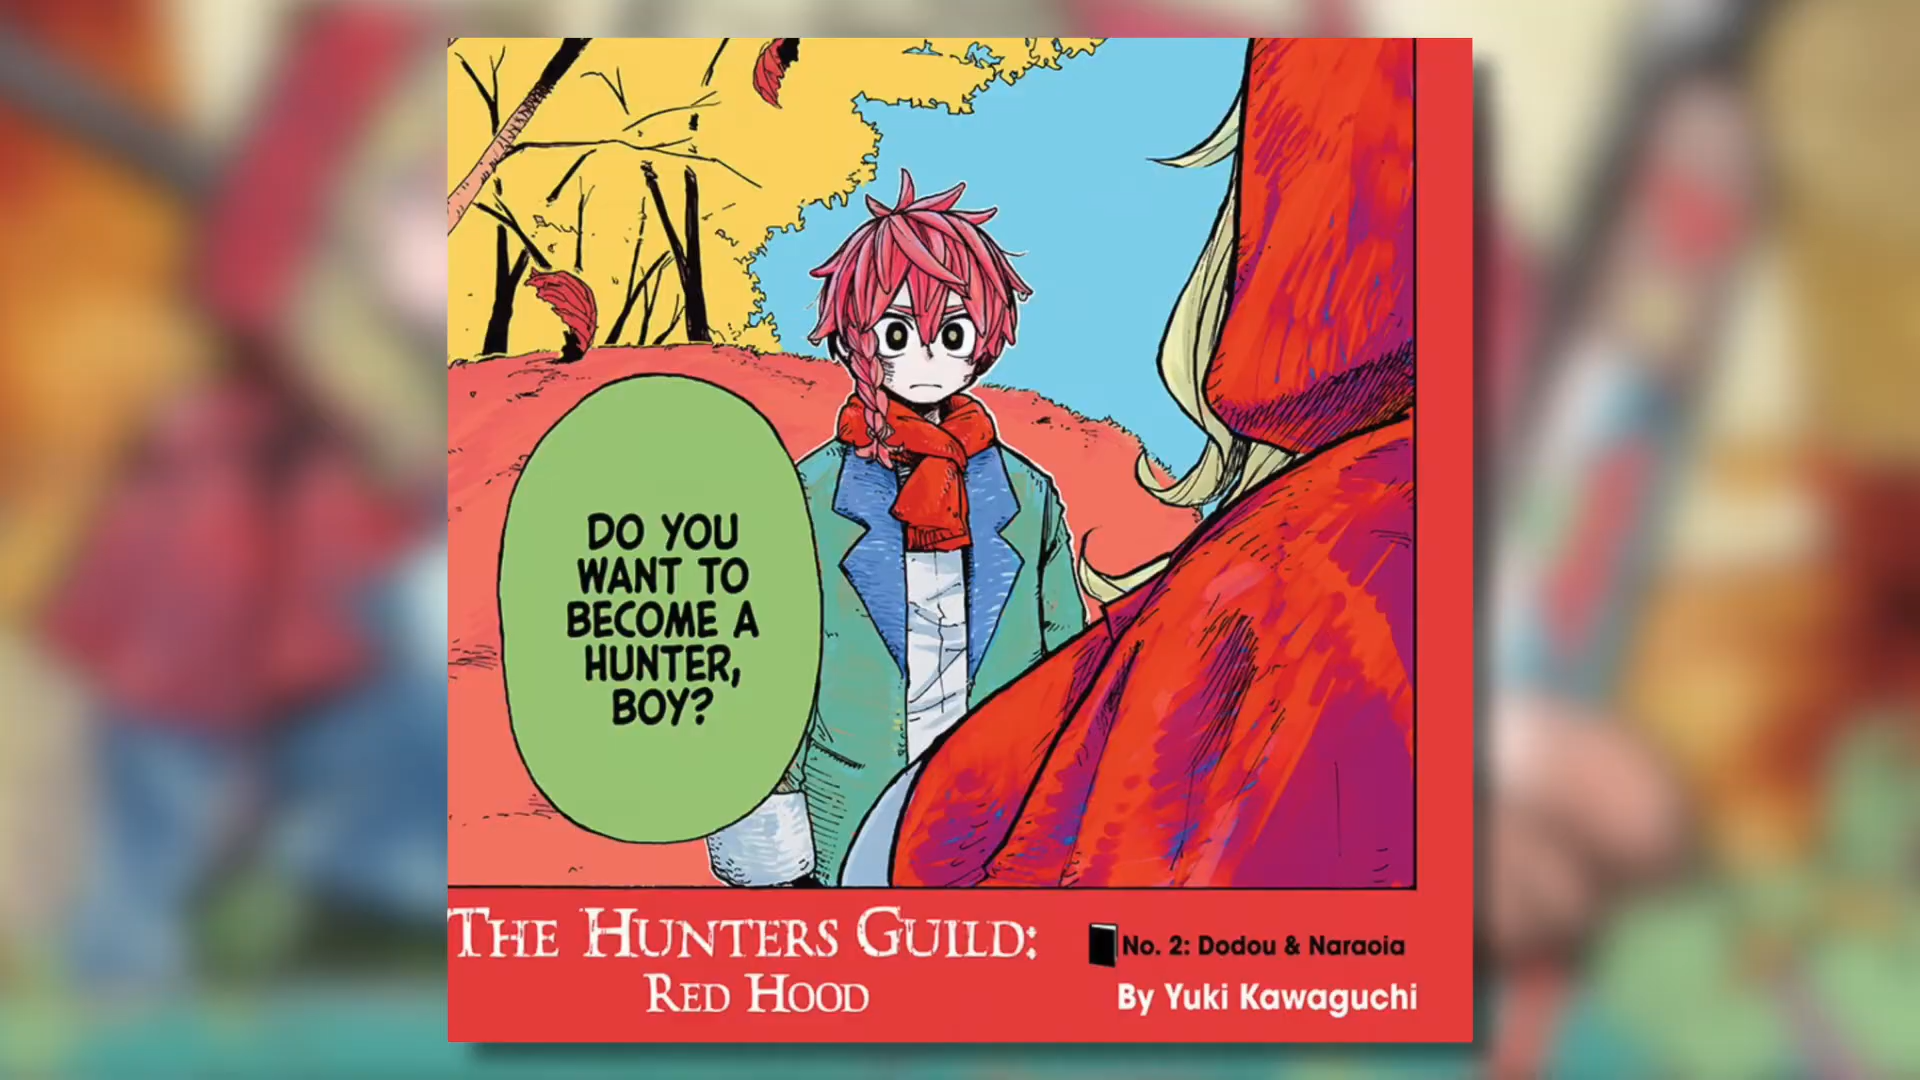 DO YOU
WANT TO
BECOME A
HUNTER,
BOY?
THE HUNTERS GUILD:
RED HOOD
No. 2: Dodou & Naraoia
By Yuki Kawaguchi